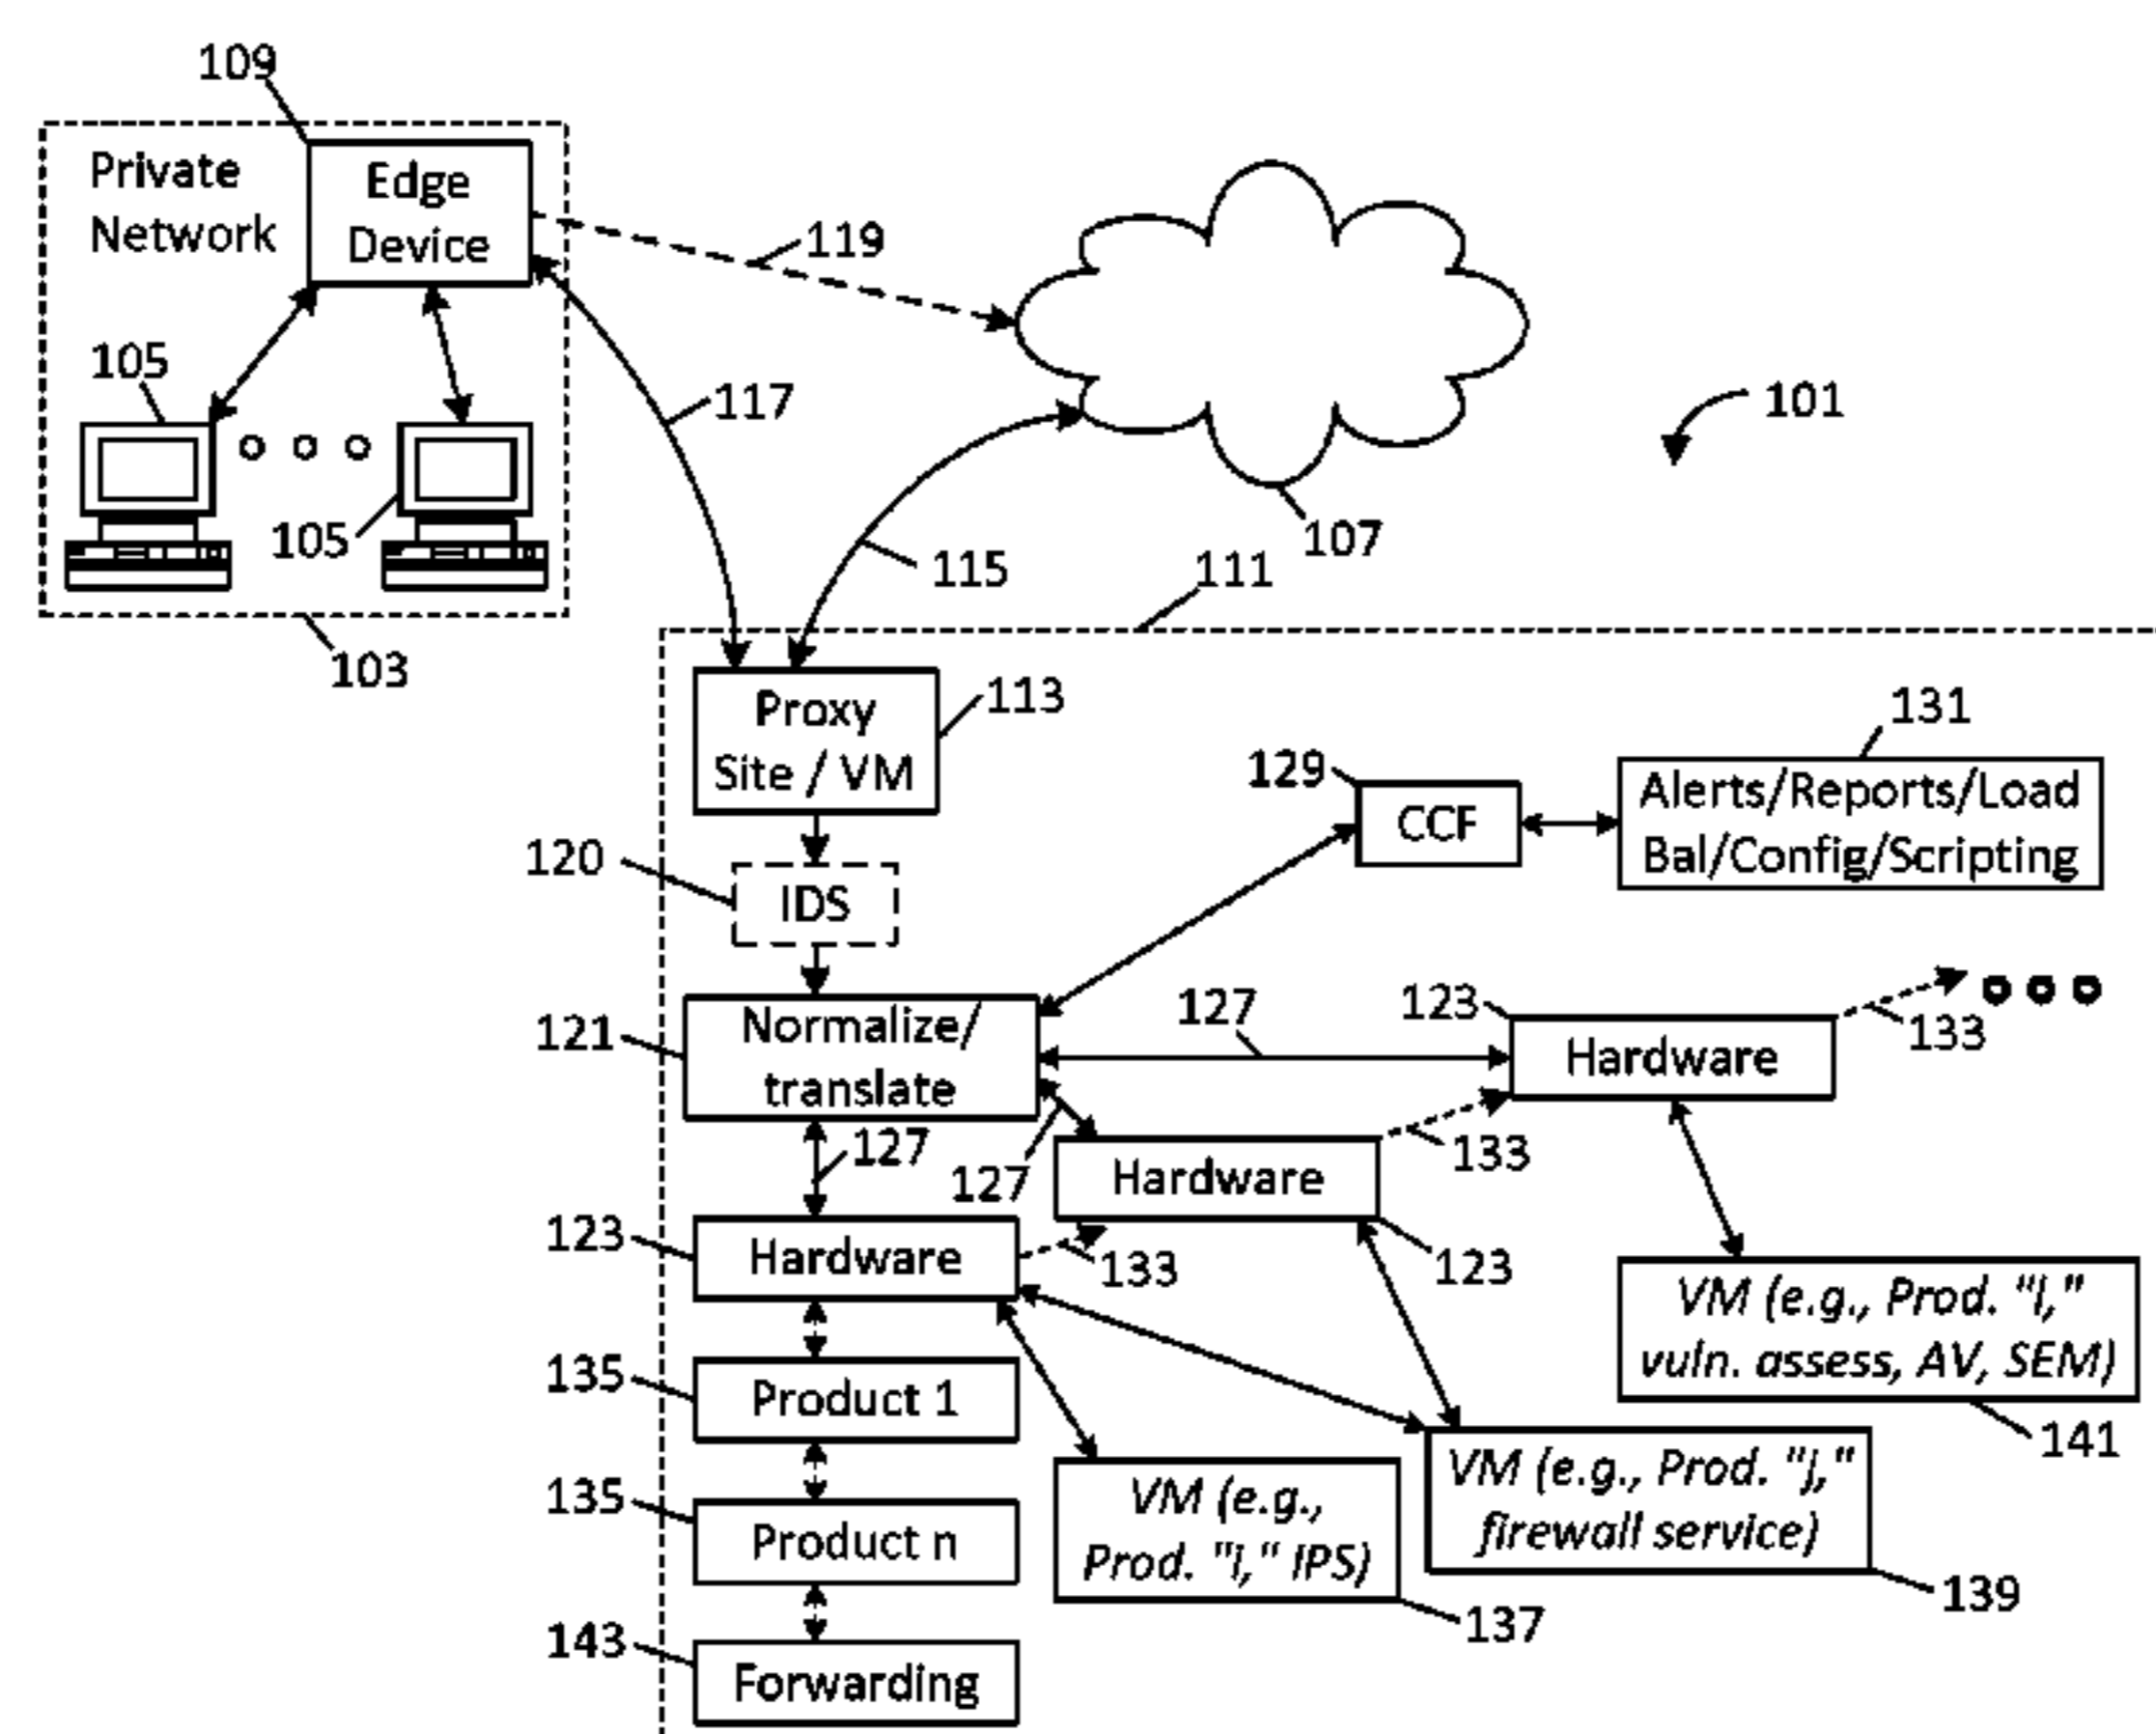 109
Private
Network
Edge
Device
119
105
117
101
105
107
115
111
103
Proxy
Site / VM
113
131
129
CCF
Alerts/Reports/Load
Bal/Config/Scripting
120
IDS
121
Normalize/
translate
127
123
Hardware
133
127
127
Hardware
133
123
Hardware
133
123
VM (e.g., Prod. "l,"
vuln. assess, AV, SEM)
141
135
Product 1
135
Product n
VM (e.g.,
Prod. "i," IPS)
137
VM (e.g., Prod. "j,"
firewall service)
139
143
Forwarding